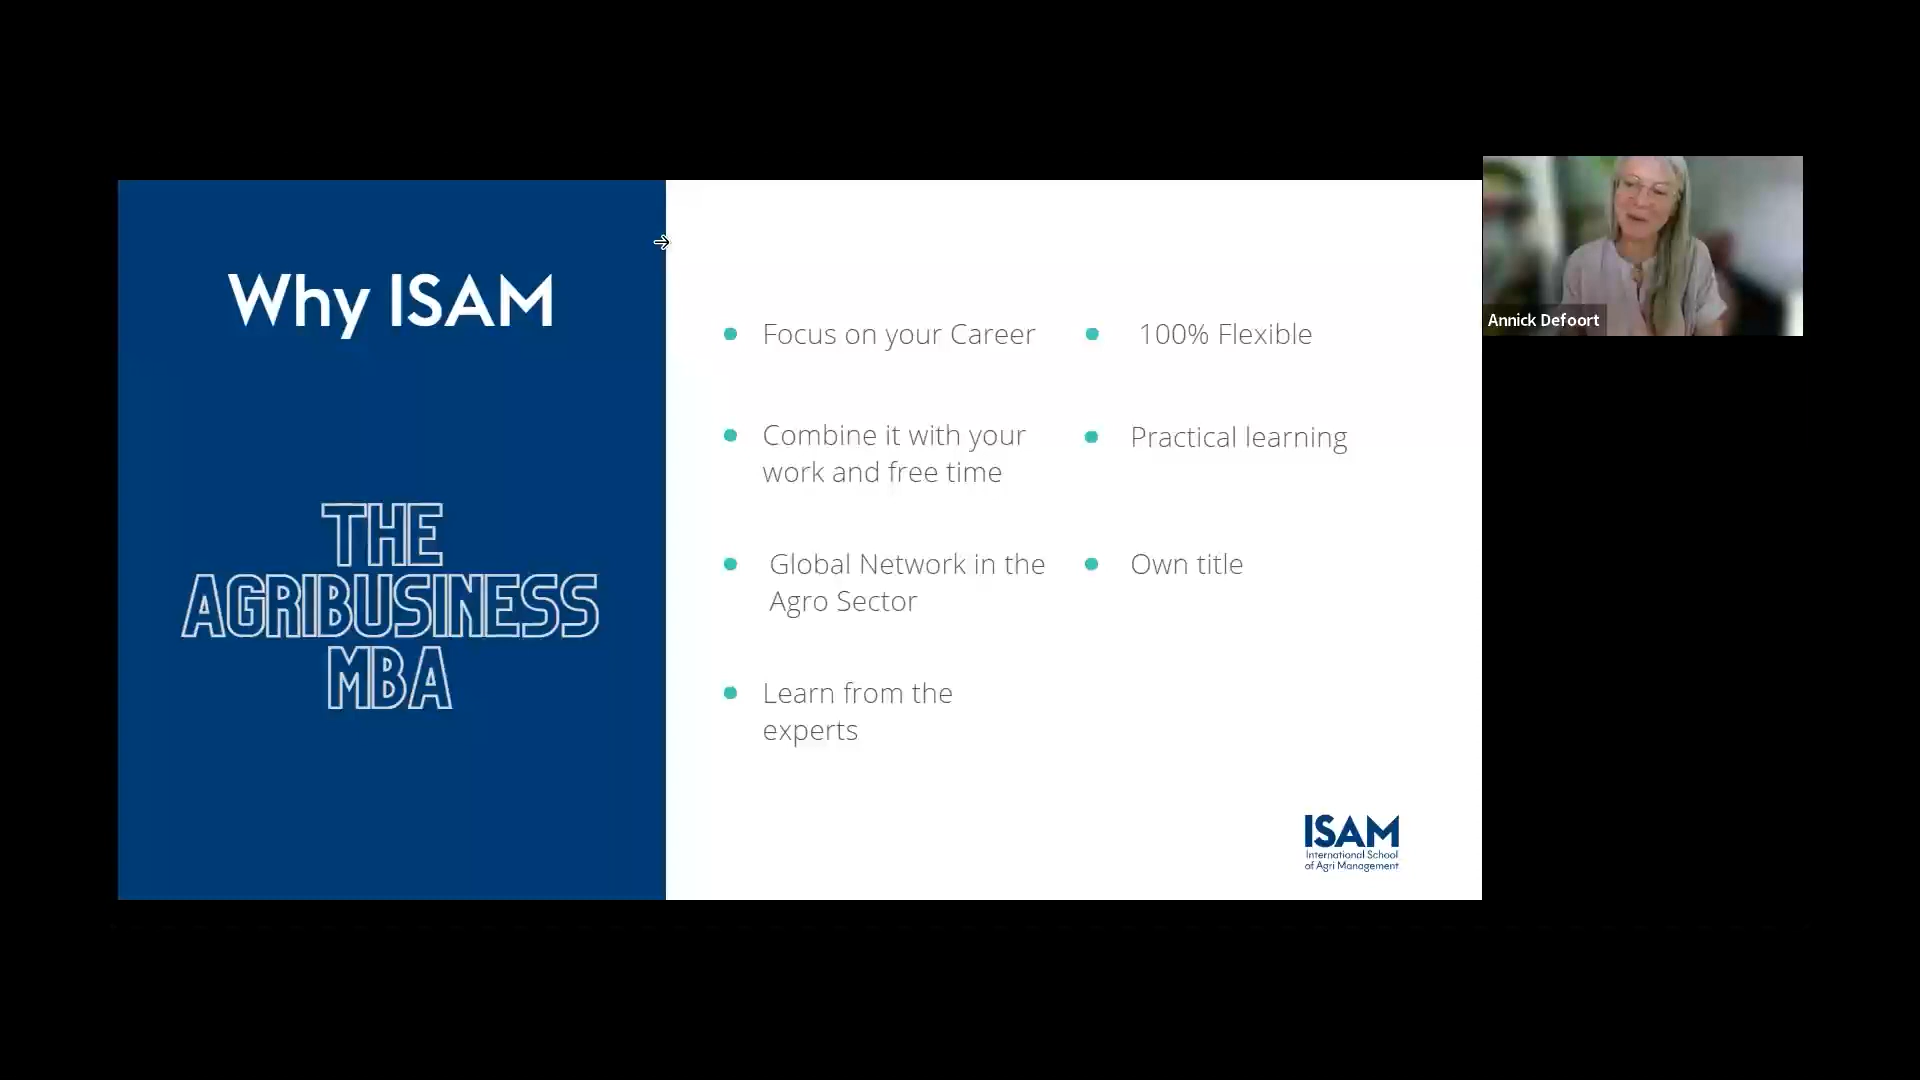 Why ISAM
THE
AGRIBUSINESS
MBA
Focus on your Career
Combine it with your
work and free time
Global Network in the
Agro Sector
Learn from the
experts
100% Flexible
Practical learning
Own title
ISAM
International School
of Agri Management
Annick Defoort